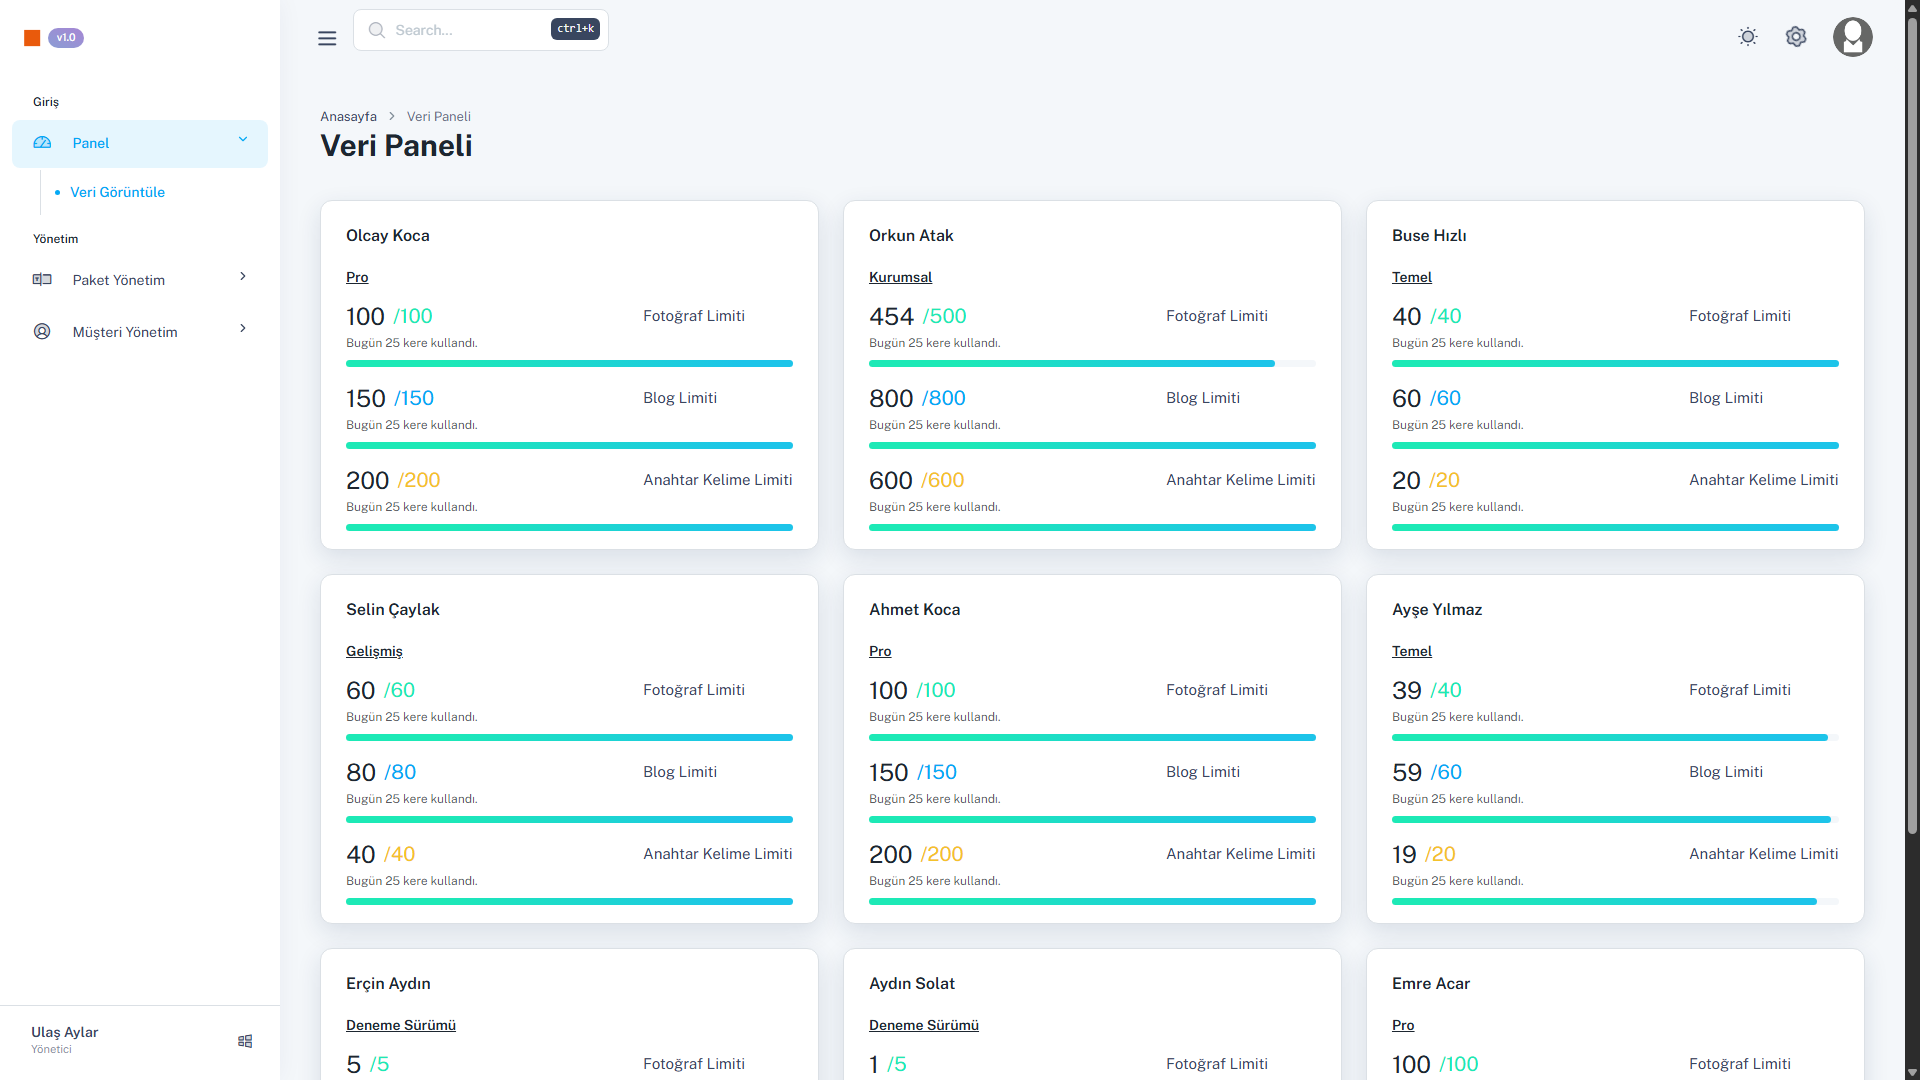 v1.0
Search...
ctrl+k
Giriş
Panel
Veri Görüntüle
Yönetim
Paket Yönetim
Müşteri Yönetim
Ulaş Aylar
Yönetici
Anasayfa > Veri Paneli
Veri Paneli
Olcay Koca
Pro
100 /100 Fotoğraf Limiti
Bugün 25 kere kullandı.
150 /150 Blog Limiti
Bugün 25 kere kullandı.
200 /200 Anahtar Kelime Limiti
Bugün 25 kere kullandı.
Orkun Atak
Kurumsal
454 /500 Fotoğraf Limiti
Bugün 25 kere kullandı.
800 /800 Blog Limiti
Bugün 25 kere kullandı.
600 /600 Anahtar Kelime Limiti
Bugün 25 kere kullandı.
Buse Hızlı
Temel
40 /40 Fotoğraf Limiti
Bugün 25 kere kullandı.
60 /60 Blog Limiti
Bugün 25 kere kullandı.
20 /20 Anahtar Kelime Limiti
Bugün 25 kere kullandı.
Selin Çaylak
Gelişmiş
60 /60 Fotoğraf Limiti
Bugün 25 kere kullandı.
80 /80 Blog Limiti
Bugün 25 kere kullandı.
40 /40 Anahtar Kelime Limiti
Bugün 25 kere kullandı.
Ahmet Koca
Pro
100 /100 Fotoğraf Limiti
Bugün 25 kere kullandı.
150 /150 Blog Limiti
Bugün 25 kere kullandı.
200 /200 Anahtar Kelime Limiti
Bugün 25 kere kullandı.
Ayşe Yılmaz
Temel
39 /40 Fotoğraf Limiti
Bugün 25 kere kullandı.
59 /60 Blog Limiti
Bugün 25 kere kullandı.
19 /20 Anahtar Kelime Limiti
Bugün 25 kere kullandı.
Erçin Aydın
Deneme Sürümü
5 /5 Fotoğraf Limiti
Aydın Solat
Deneme Sürümü
1 /5 Fotoğraf Limiti
Emre Acar
Pro
100 /100 Fotoğraf Limiti